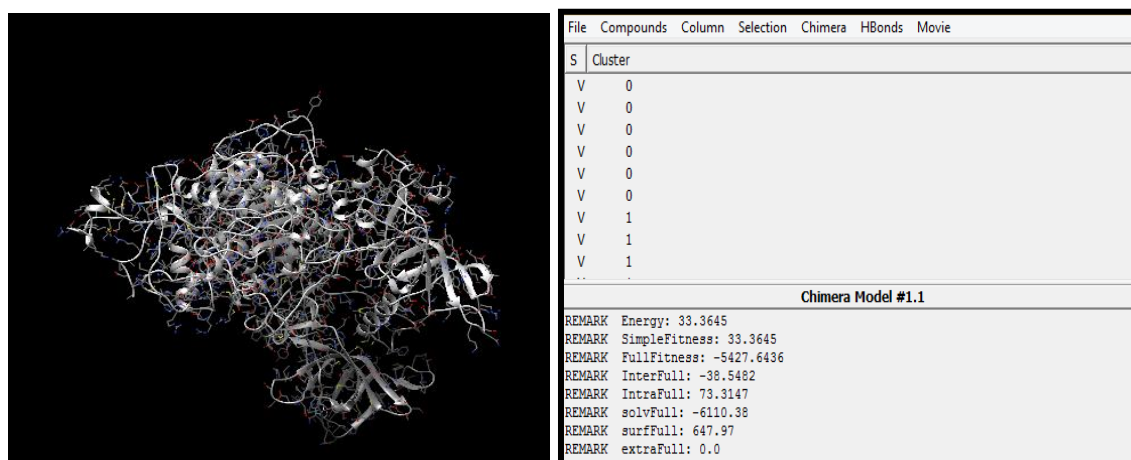 File Compounds Column Selection Chimera HBonds Movie
S Cluster
V 0
V 0
V 0
V 0
V 0
V 0
V 1
V 1
V 1
Chimera Model #1.1
REMARK Energy: 33.3645
REMARK SimpleFitness: 33.3645
REMARK FullFitness: -5427.6436
REMARK InterFull: -38.5482
REMARK IntraFull: 73.3147
REMARK solvFull: -6110.38
REMARK surfFull: 647.97
REMARK extraFull: 0.0